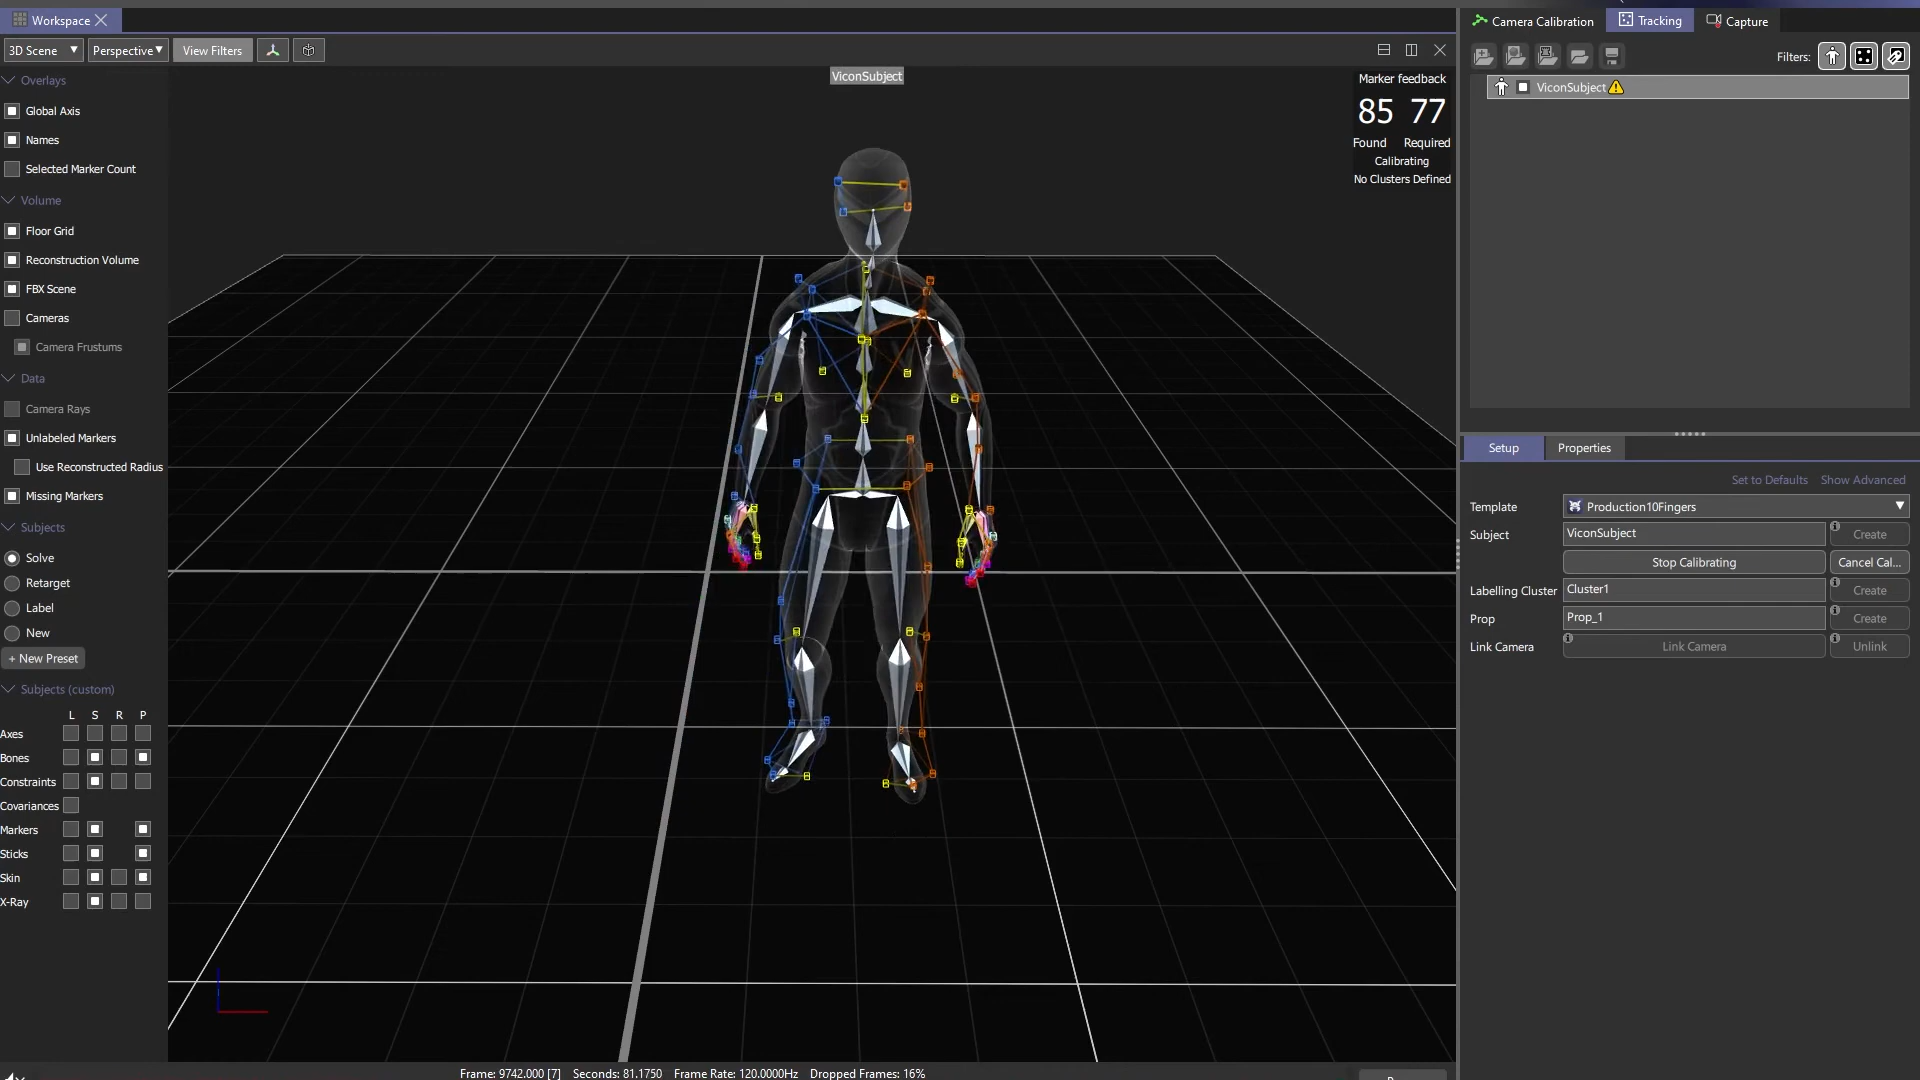 Workspace
3D Scene
Perspective
View Filters
Overlays
Global Axis
Names
Selected Marker Count
Volume
Floor Grid
Reconstruction Volume
FBX Scene
Cameras
Camera Frustums
Data
Camera Rays
Unlabeled Markers
Use Reconstructed Radius
Missing Markers
Subjects
Solve
Retarget
Label
New
+ New Preset
Subjects (custom)
L S R P
Axes
Bones
Constraints
Covariances
Markers
Sticks
Skin
X-Ray
ViconSubject
Marker feedback
85 77
Found Required
Calibrating
No Clusters Defined
Frame: 9742.000 [7] Seconds: 81.1750 Frame Rate: 120.0000Hz Dropped Frames: 16%
Camera Calibration
Tracking
Capture
Filters:
ViconSubject
Setup
Properties
Set to Defaults Show Advanced
Template Production10Fingers
Subject ViconSubject Create
Stop Calibrating Cancel Cal...
Labelling Cluster Cluster1 Create
Prop Prop_1 Create
Link Camera Link Camera Unlink